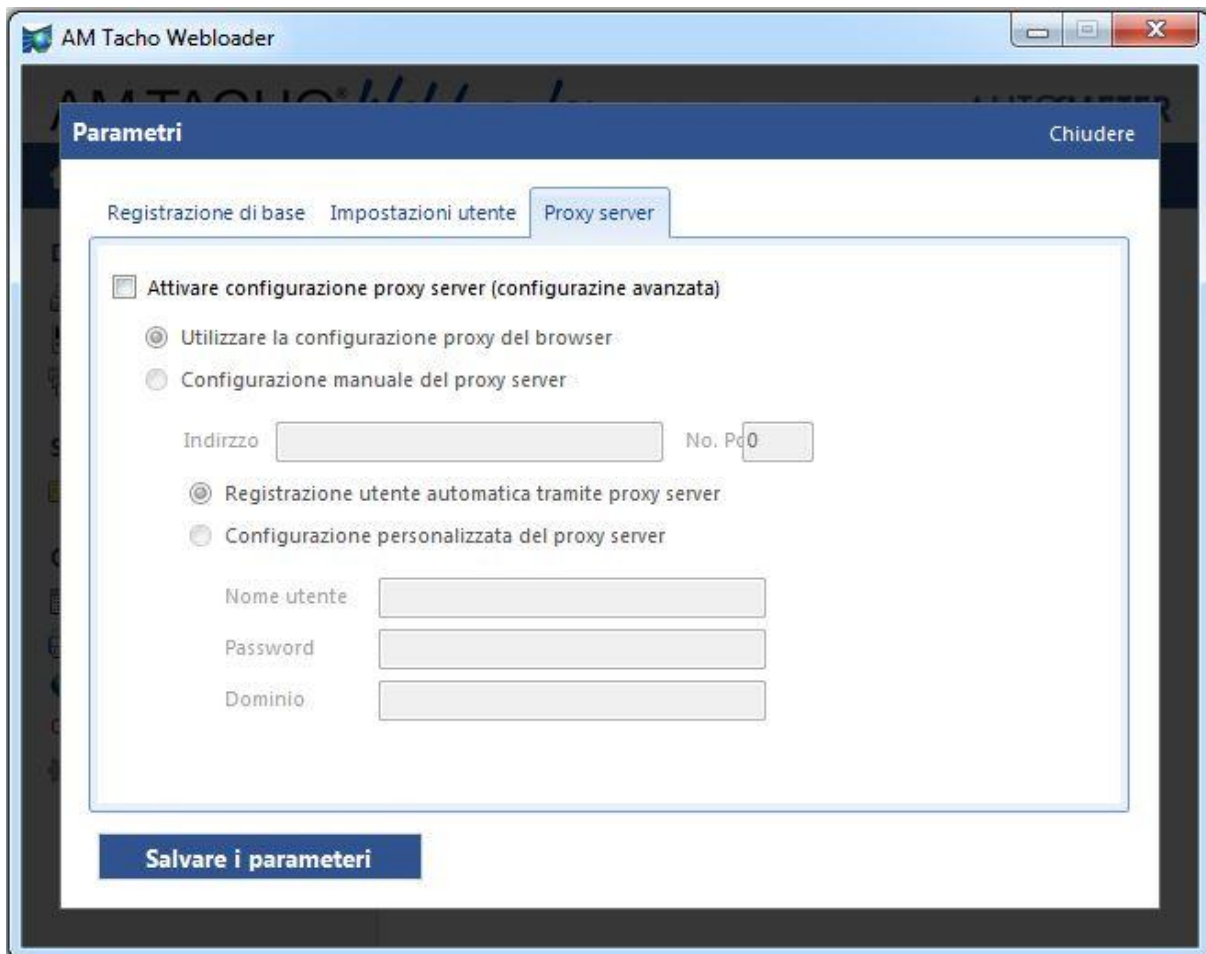 AM Tacho Webloader
Parametri
Chiudere
Registrazione di base Impostazioni utente Proxy server
Attivare configurazione proxy server (configurazine avanzata)
Utilizzare la configurazione proxy del browser
Configurazione manuale del proxy server
Indirzzo No. Po 0
Registrazione utente automatica tramite proxy server
Configurazione personalizzata del proxy server
Nome utente
Password
Dominio
Salvare i parameteri